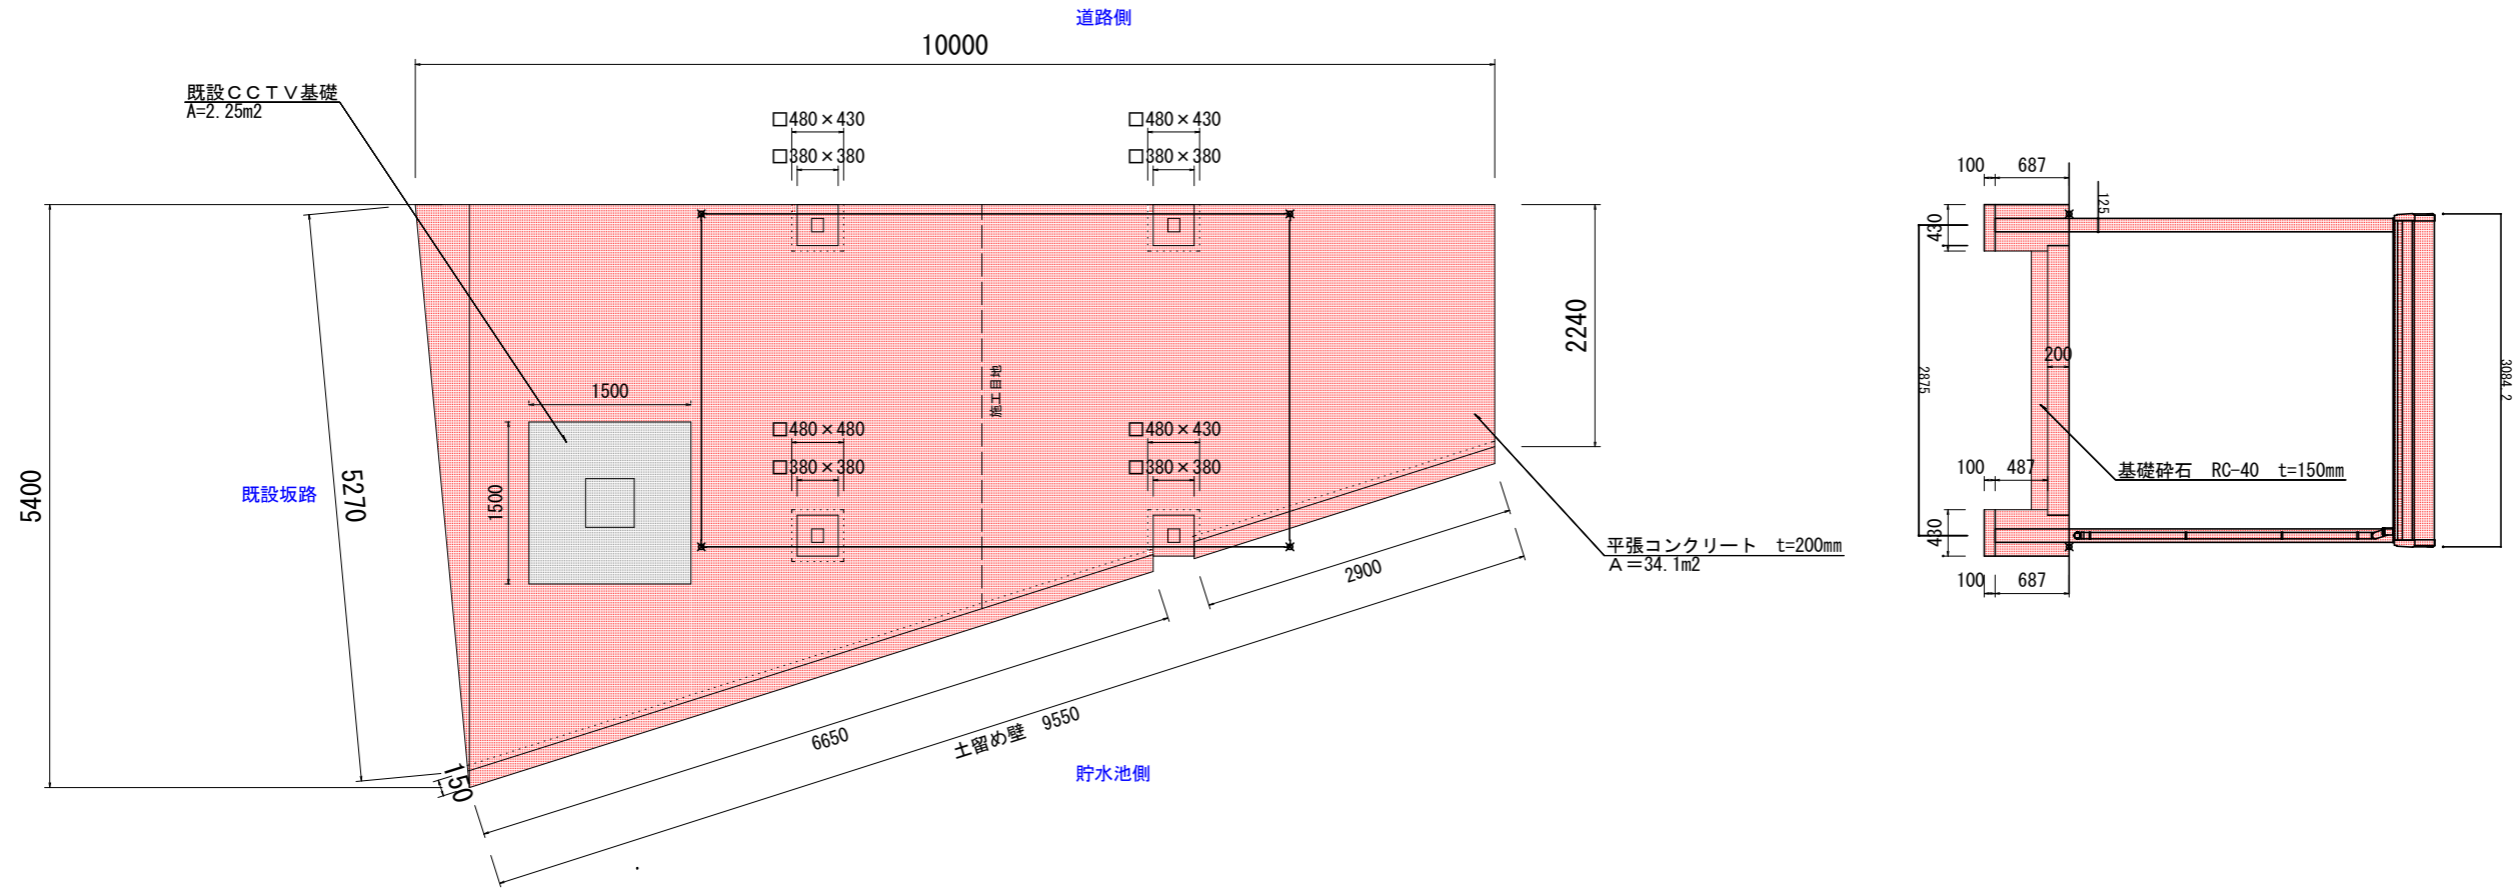 道路側
10000
既設CCTV基礎
A=2.25m2
□480×430
□380×380
□480×430
□380×380
5400
5270
既設坂路
1500
1500
□480×480
□380×380
□480×430
□380×380
施工目地
2240
平張コンクリート t=200mm
A=34.1m2
2900
6650
土留め壁 9550
150
貯水池側
100 687
125
430
2875
200
3084.2
100 487
基礎砕石 RC-40 t=150mm
430
100 687